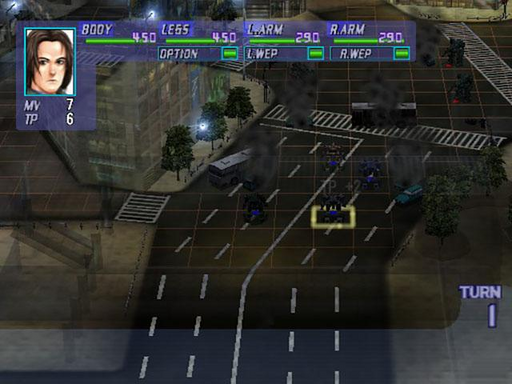 BODY LEGS L.ARM R.ARM
450 450 290 290
OPTION L.WEP R.WEP
MV 7
TP 6
TURN
1